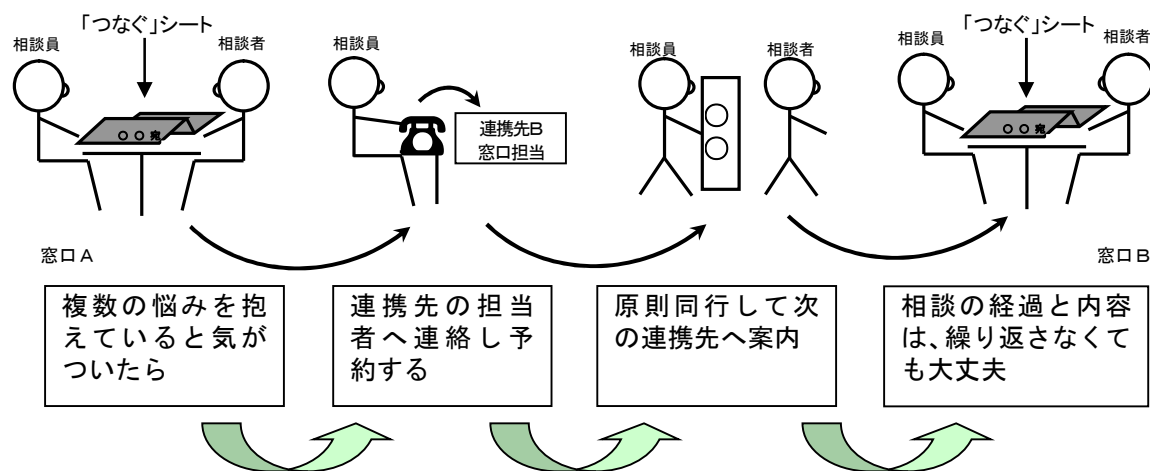 「つなぐ」シート
相談員
相談者
○○宛
窓口A
相談員
連携先B
窓口担当
相談員
相談者
「つなぐ」シート
相談員
相談者
○○宛
窓口B
複数の悩みを抱
えていると気が
ついたら
連携先の担当
者へ連絡し予
約する
原則同行して次
の連携先へ案内
相談の経過と内容
は、繰り返さなくて
も大丈夫